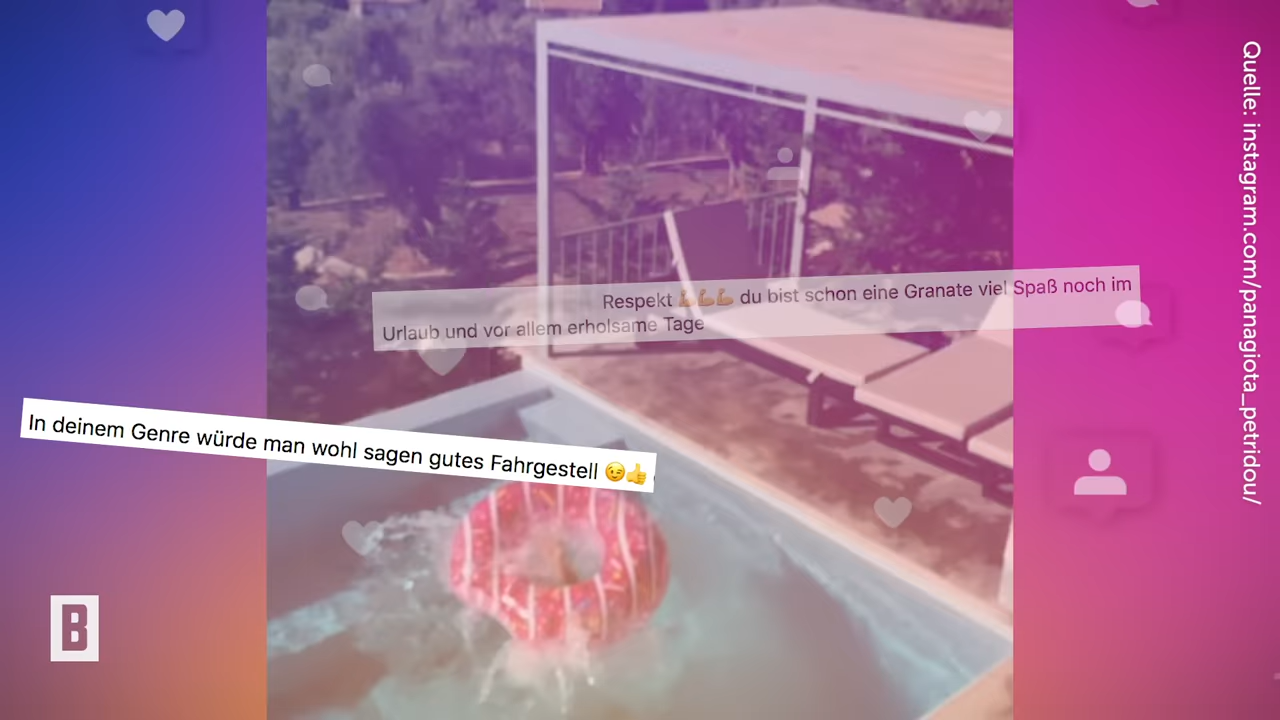 Respekt 💪💪💪 du bist schon eine Granate viel Spaß noch im
Urlaub und vor allem erholsame Tage
In deinem Genre würde man wohl sagen gutes Fahrgestell 😉👍
B
Quelle: instagram.com/panagiota_petridou/